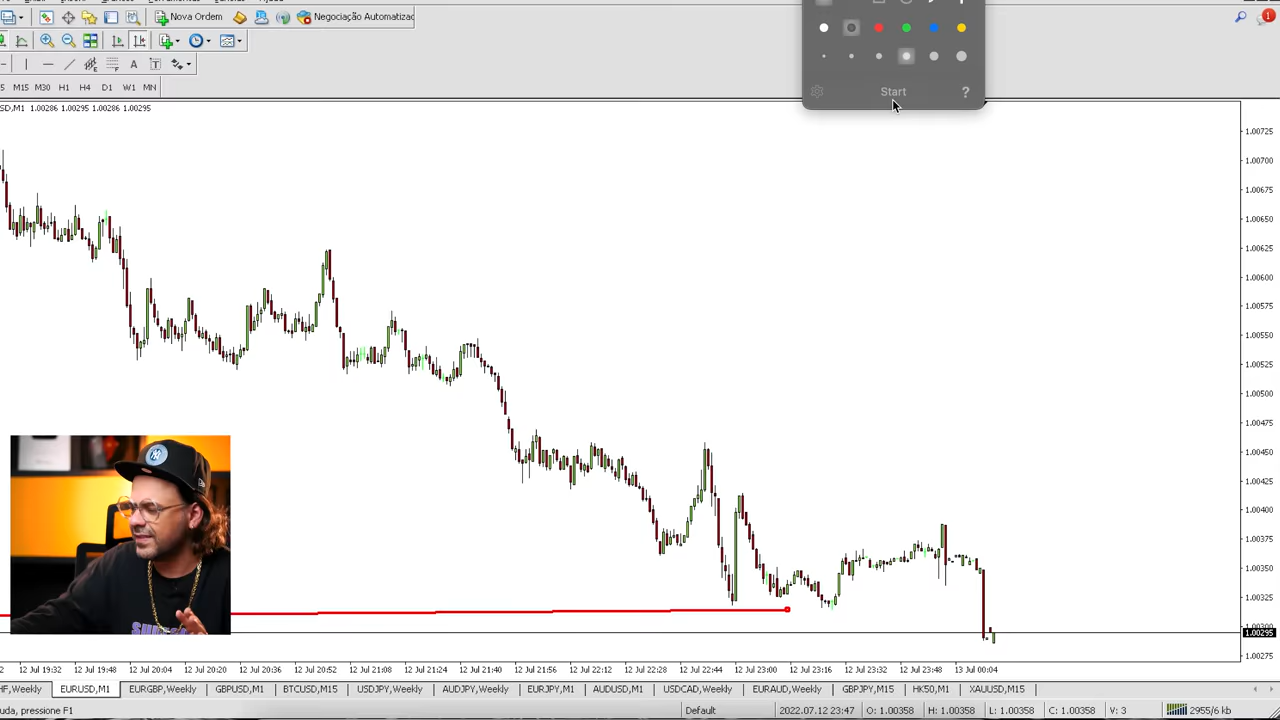 Nova Ordem
Negociação Automatizad
1
A
T
M15 M30 H1 H4 D1 W1 MN
Start
?
SD,M1 1.00286 1.00295 1.00286 1.00295
1.00725
1.00700
1.00675
1.00650
1.00625
1.00600
1.00575
1.00550
1.00525
1.00500
1.00475
1.00450
1.00425
1.00400
1.00375
1.00350
1.00325
1.00300
1.00295
1.00275
12 Jul 19:32 12 Jul 19:48 12 Jul 20:04 12 Jul 20:20 12 Jul 20:36 12 Jul 20:52 12 Jul 21:08 12 Jul 21:24 12 Jul 21:40 12 Jul 21:56 12 Jul 22:12 12 Jul 22:28 12 Jul 22:44 12 Jul 23:00 12 Jul 23:16 12 Jul 23:32 12 Jul 23:48 13 Jul 00:04
HF,Weekly EURUSD,M1 EURGBP,Weekly GBPUSD,M1 BTCUSD,M15 USDJPY,Weekly AUDJPY,Weekly EURJPY,M1 AUDUSD,M1 USDCAD,Weekly EURAUD,Weekly GBPJPY,M15 HK50,M1 XAUUSD,M15
uda, pressione F1 Default 2022.07.12 23:47 O: 1.00358 H: 1.00358 L: 1.00358 C: 1.00358 V: 3 2955/6 kb